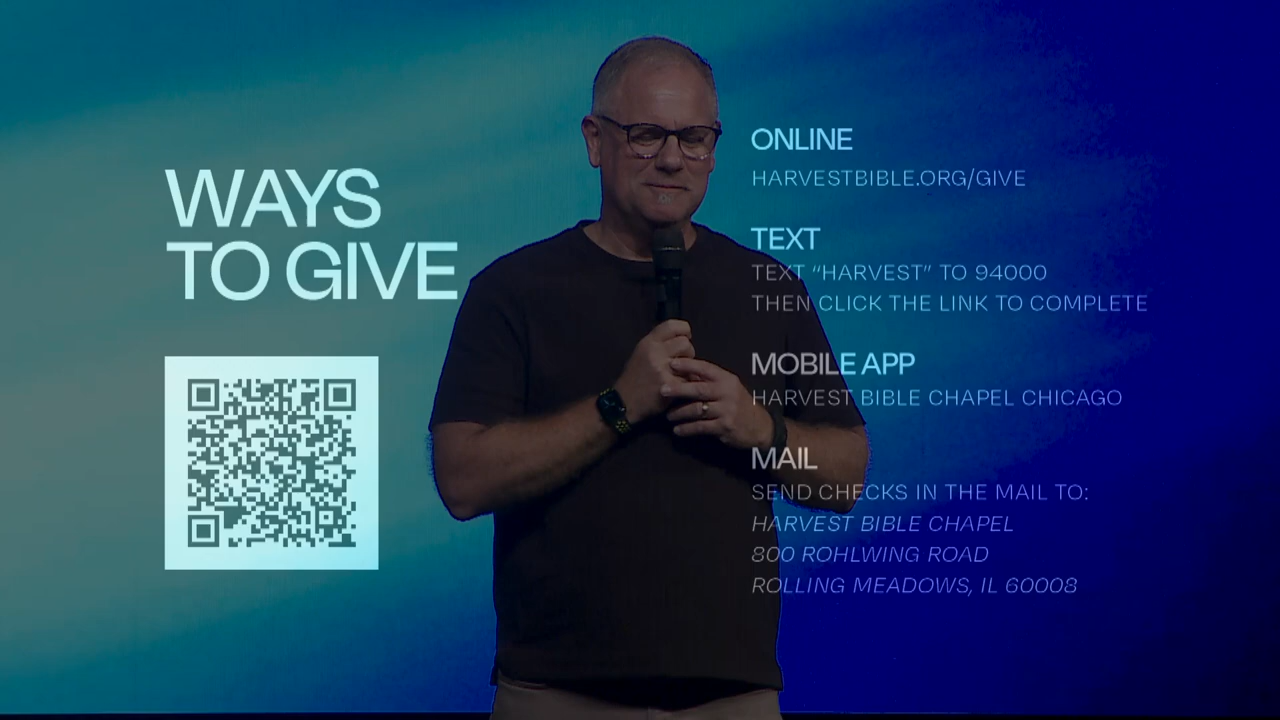 WAYS
TO GIVE
ONLINE
HARVESTBIBLE.ORG/GIVE
TEXT
TEXT “HARVEST” TO 94000
THEN CLICK THE LINK TO COMPLETE
MOBILE APP
HARVEST BIBLE CHAPEL CHICAGO
MAIL
SEND CHECKS IN THE MAIL TO:
HARVEST BIBLE CHAPEL
800 ROHLWING ROAD
ROLLING MEADOWS, IL 60008